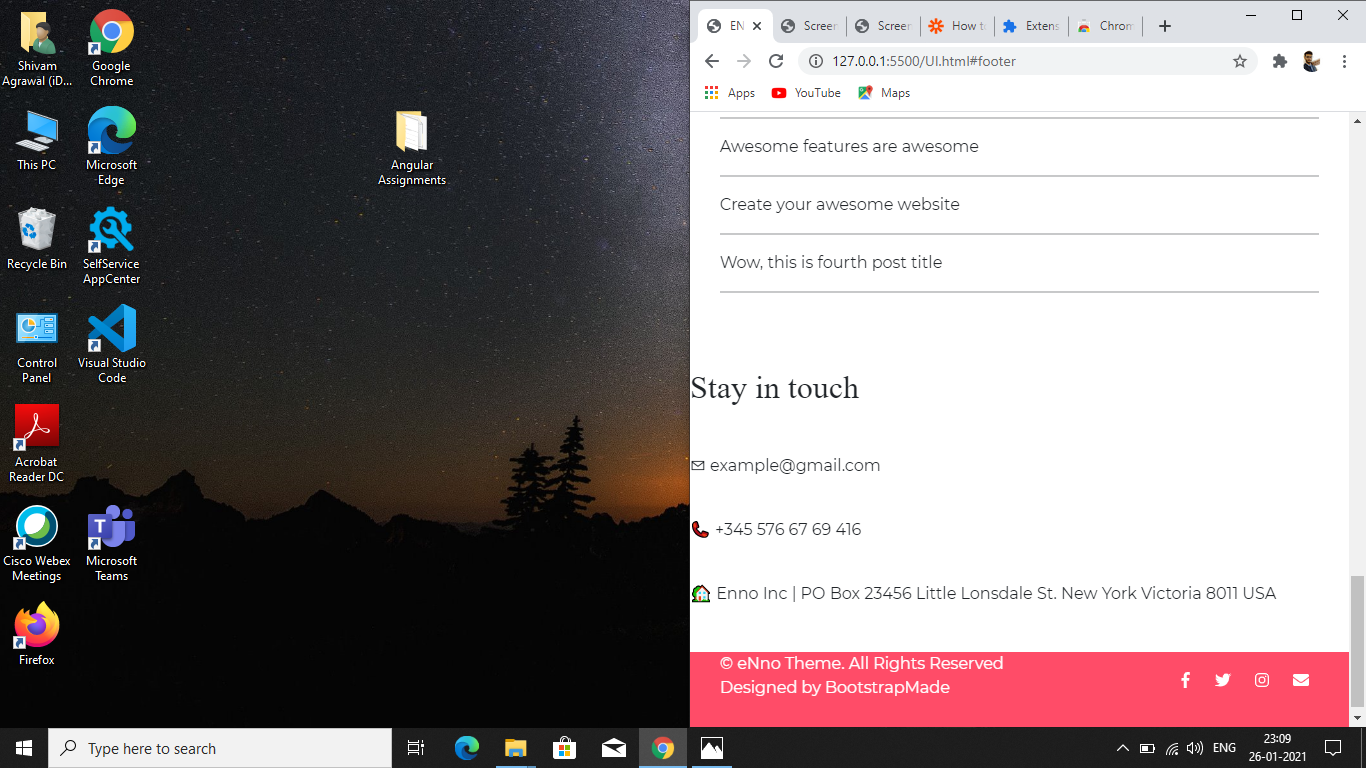 Shivam
Agrawal (iD...
Google
Chrome
This PC
Microsoft
Edge
Angular
Assignments
Recycle Bin
SelfService
AppCenter
Control
Panel
Visual Studio
Code
Acrobat
Reader DC
Cisco Webex
Meetings
T
Microsoft
Teams
Firefox
EN
Screen
Screen
How to
Extens
Chrom
127.0.0.1:5500/UI.html#footer
Apps
YouTube
Maps
Awesome features are awesome
Create your awesome website
Wow, this is fourth post title
Stay in touch
example@gmail.com
+345 576 67 69 416
Enno Inc | PO Box 23456 Little Lonsdale St. New York Victoria 8011 USA
© eNno Theme. All Rights Reserved
Designed by BootstrapMade
Type here to search
ENG
23:09
26-01-2021